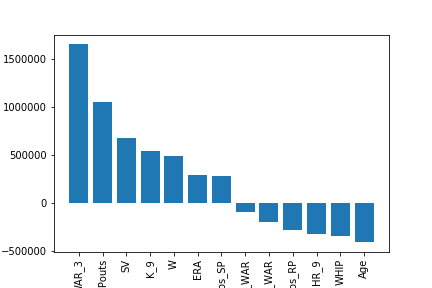 1500000
1000000
500000
0
−500000
WAR_3
Pouts
SV
K_9
W
ERA
os_SP
_WAR
_WAR
os_RP
HR_9
WHIP
Age